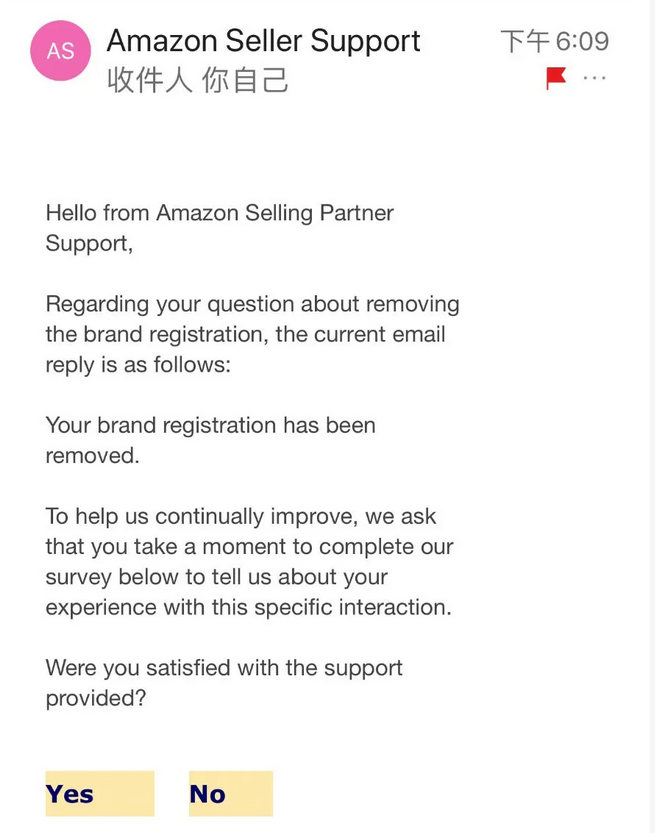 AS
Amazon Seller Support
下午 6:09
收件人 你自己
Hello from Amazon Selling Partner
Support,
Regarding your question about removing
the brand registration, the current email
reply is as follows:
Your brand registration has been
removed.
To help us continually improve, we ask
that you take a moment to complete our
survey below to tell us about your
experience with this specific interaction.
Were you satisfied with the support
provided?
Yes
No